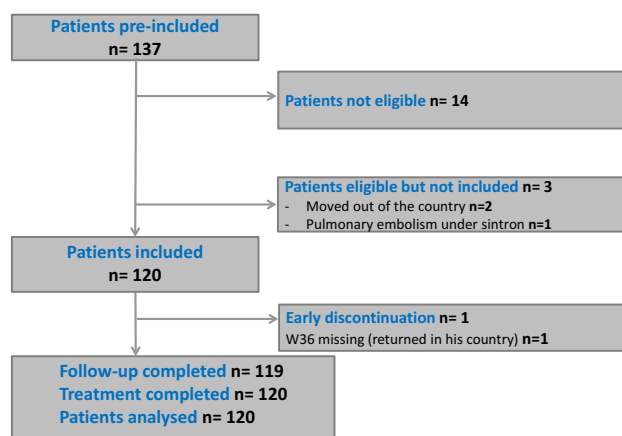 Patients pre-included
n= 137
Patients not eligible n= 14
Patients eligible but not included n= 3
- Moved out of the country n=2
- Pulmonary embolism under sintron n=1
Patients included
n= 120
Early discontinuation n= 1
W36 missing (returned in his country) n=1
Follow-up completed n= 119
Treatment completed n= 120
Patients analysed n= 120